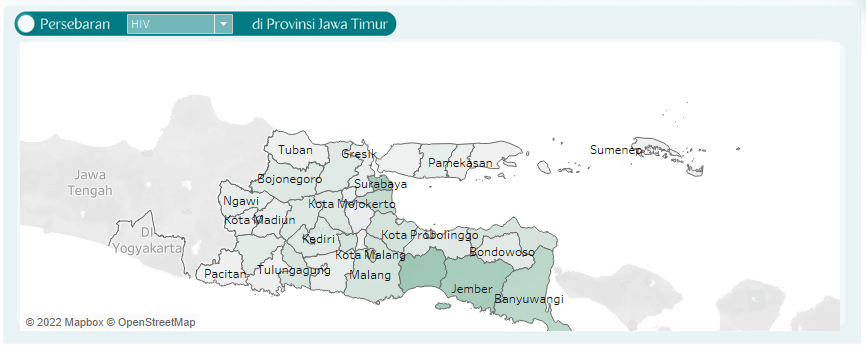 Persebaran HIV di Provinsi Jawa Timur
Tuban
Gresik
Sumenep
Pamekasan
Jawa
Tengah
Bojonegoro
Surabaya
Ngawi
Kota Mojokerto
Kota Madiun
DI
Yogyakarta
Kediri
Kota Probolinggo
Kota Malang
Bondowoso
Pacitan
Tulungagung
Malang
Jember
Banyuwangi
© 2022 Mapbox © OpenStreetMap